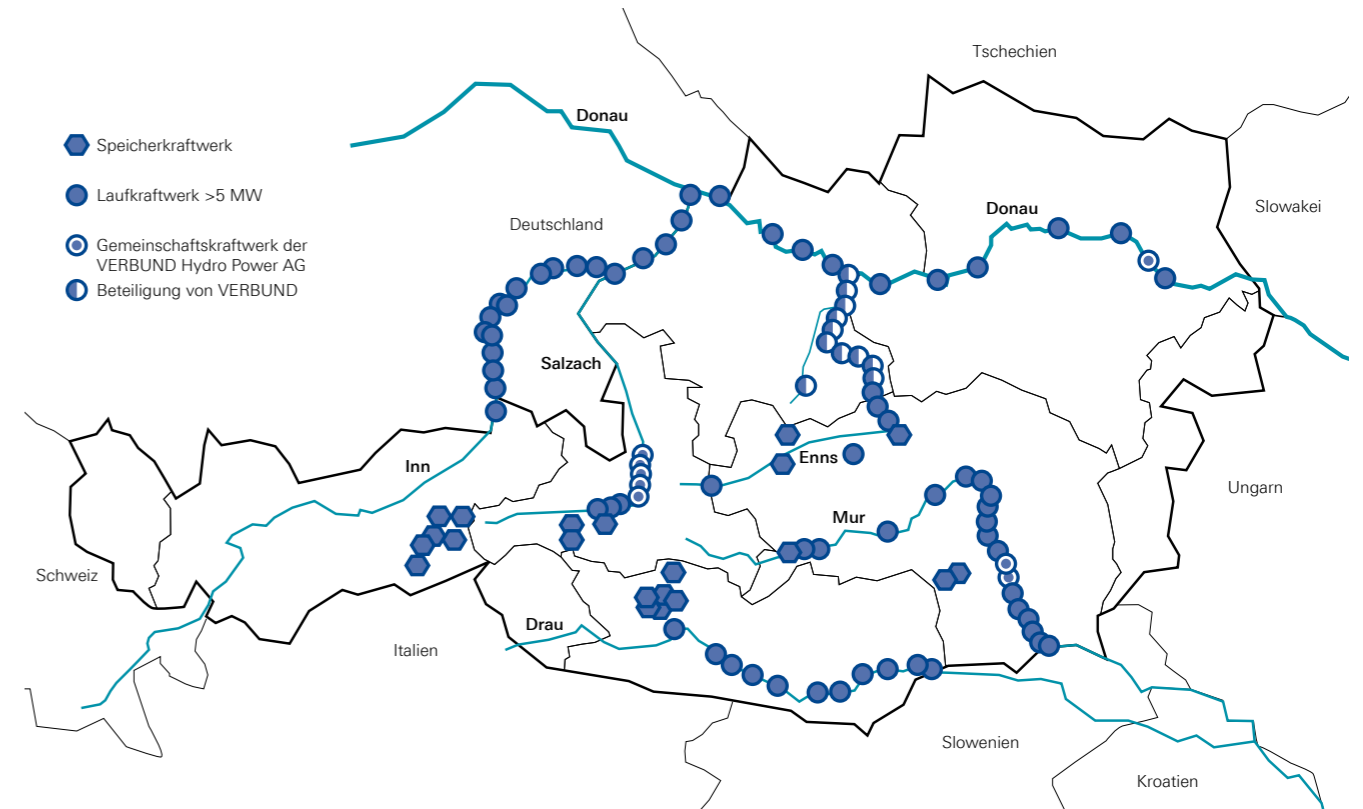 Tschechien
Donau
Speicherkraftwerk
Laufkraftwerk >5 MW
Slowakei
Donau
Deutschland
Gemeinschaftskraftwerk der
VERBUND Hydro Power AG
Beteiligung von VERBUND
Salzach
Enns
Inn
Ungarn
Mur
Schweiz
Drau
Italien
Slowenien
Kroatien